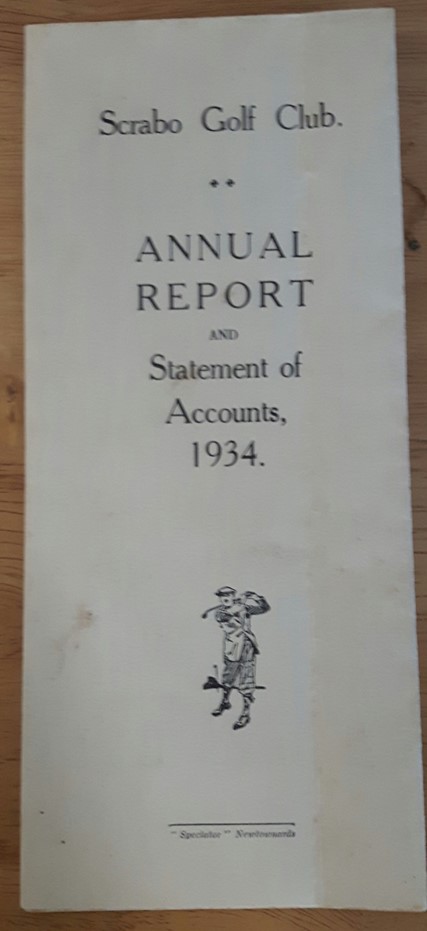 Scrabo Golf Club.
ANNUAL
REPORT
AND
Statement of
Accounts,
1934.
"Spectator" Newtownards